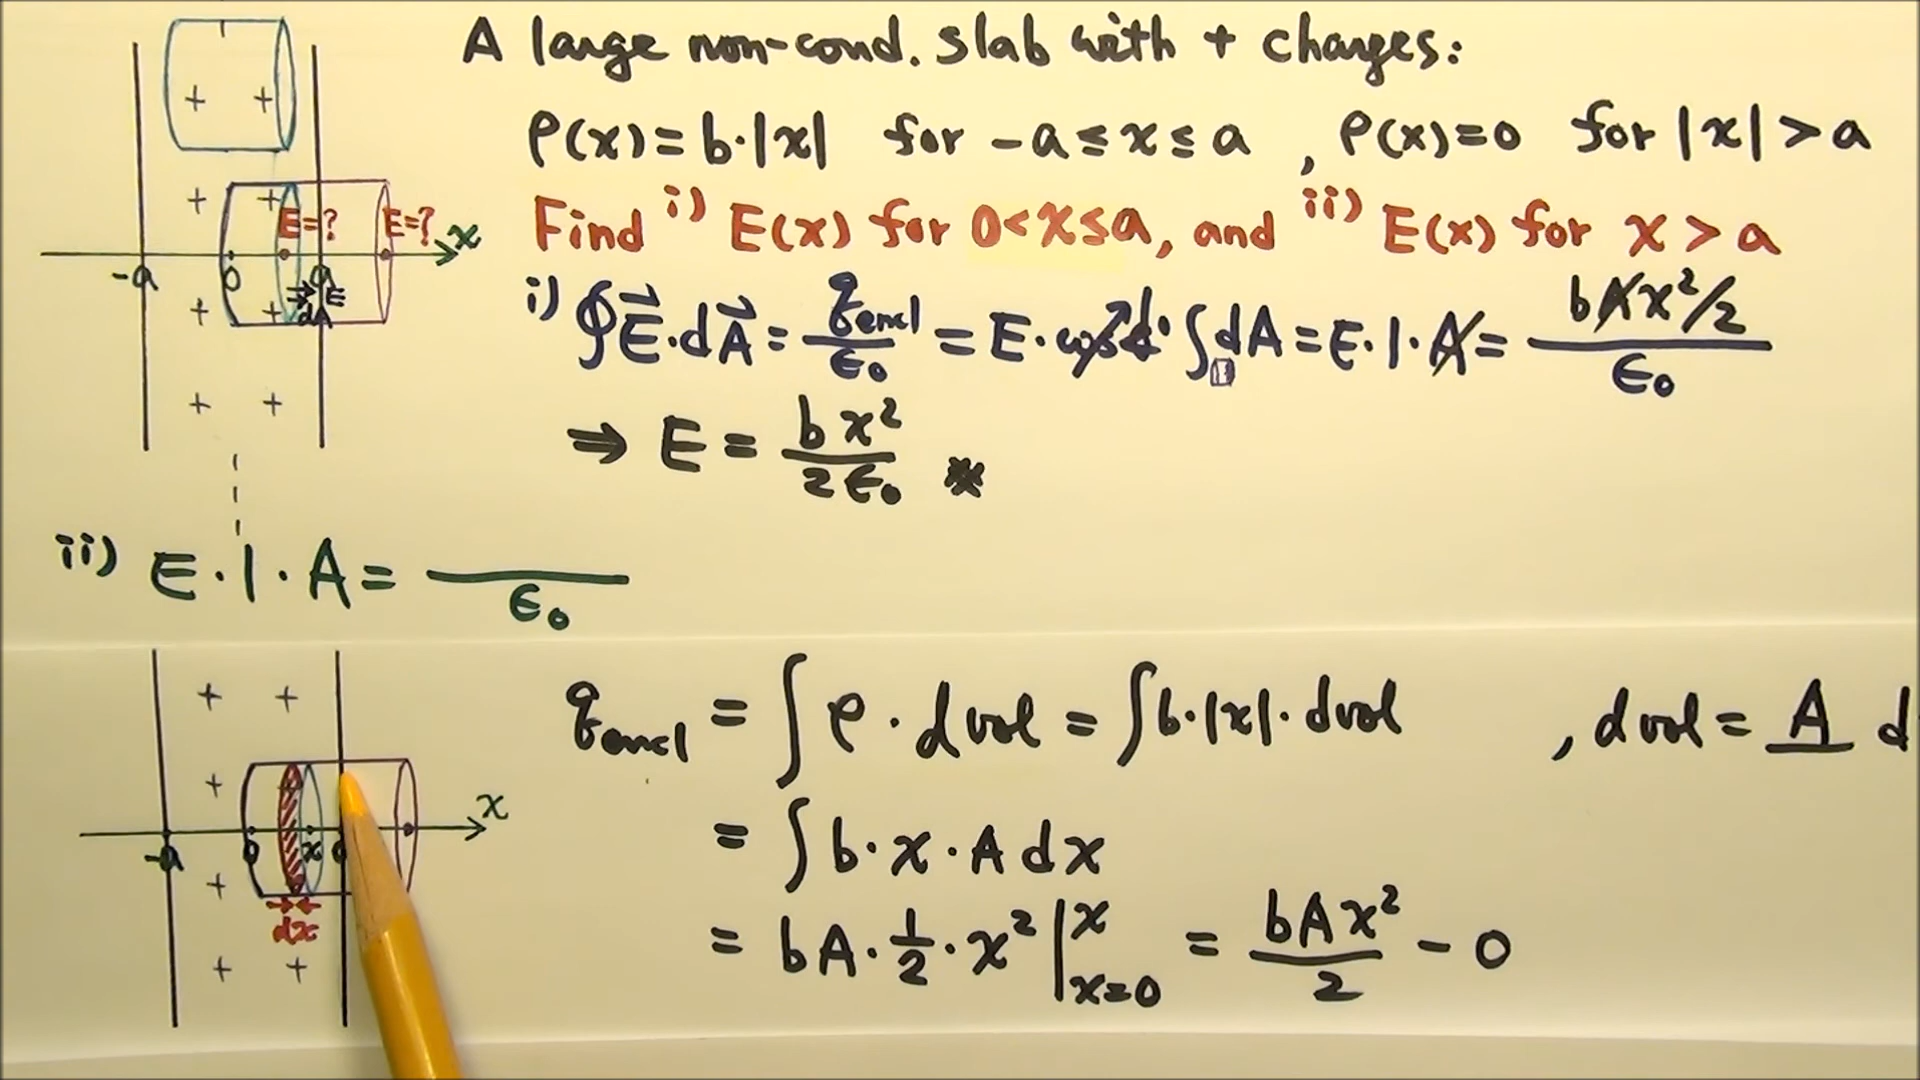 A large non-cond. slab with + charges:
ρ(x) = b·|x| for -a ≤ x ≤ a , ρ(x)=0 for |x| > a
Find i) E(x) for 0<x≤a, and ii) E(x) for x > a
+ +
+ +
E=? E=? x
-a 0 a
E
dA
+ +
+ +
i) ∮E⃗·dA⃗ = q_encl/ε₀ = E·cosϕ·∫dA = E·1·A = bAx²/2 / ε₀
⇒ E = bx²/2ε₀ ※
ii) E·1·A = ―/ε₀
+ +
+ +
x
-a 0 x a
+
dx
+ +
q_encl = ∫ρ·dvol = ∫b·|x|·dvol , dvol = A d
= ∫b·x·A dx
= bA·1/2·x² |ₓ₌₀ˣ = bAx²/2 - 0